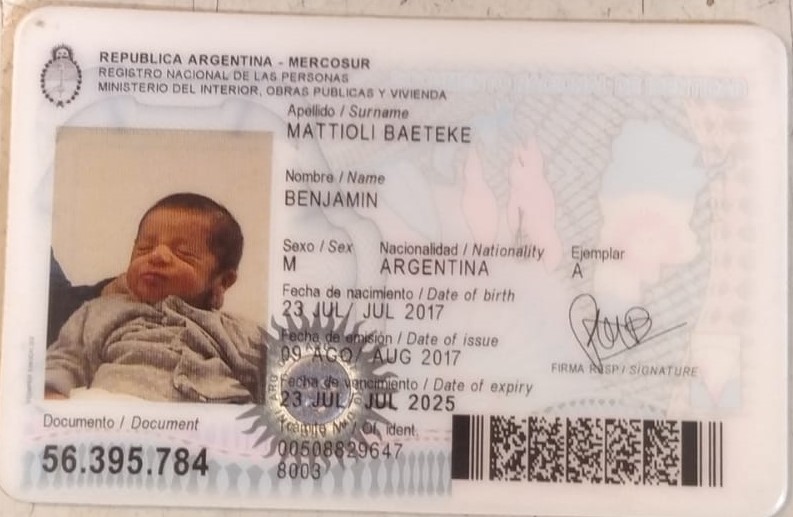 REPUBLICA ARGENTINA - MERCOSUR
REGISTRO NACIONAL DE LAS PERSONAS
MINISTERIO DEL INTERIOR, OBRAS PUBLICAS Y VIVIENDA
Apellido / Surname
MATTIOLI BAETEKE
Nombre / Name
BENJAMIN
Sexo / Sex Nacionalidad / Nationality Ejemplar
M ARGENTINA A
Fecha de nacimiento / Date of birth
23 JUL/ JUL 2017
Fecha de emisión / Date of issue
09 AGO/ AUG 2017
FIRMA RESP / SIGNATURE
Fecha de vencimiento / Date of expiry
23 JUL/ JUL 2025
Documento / Document
56.395.784
Trámite Nº / Of. ident.
00508829647
8003